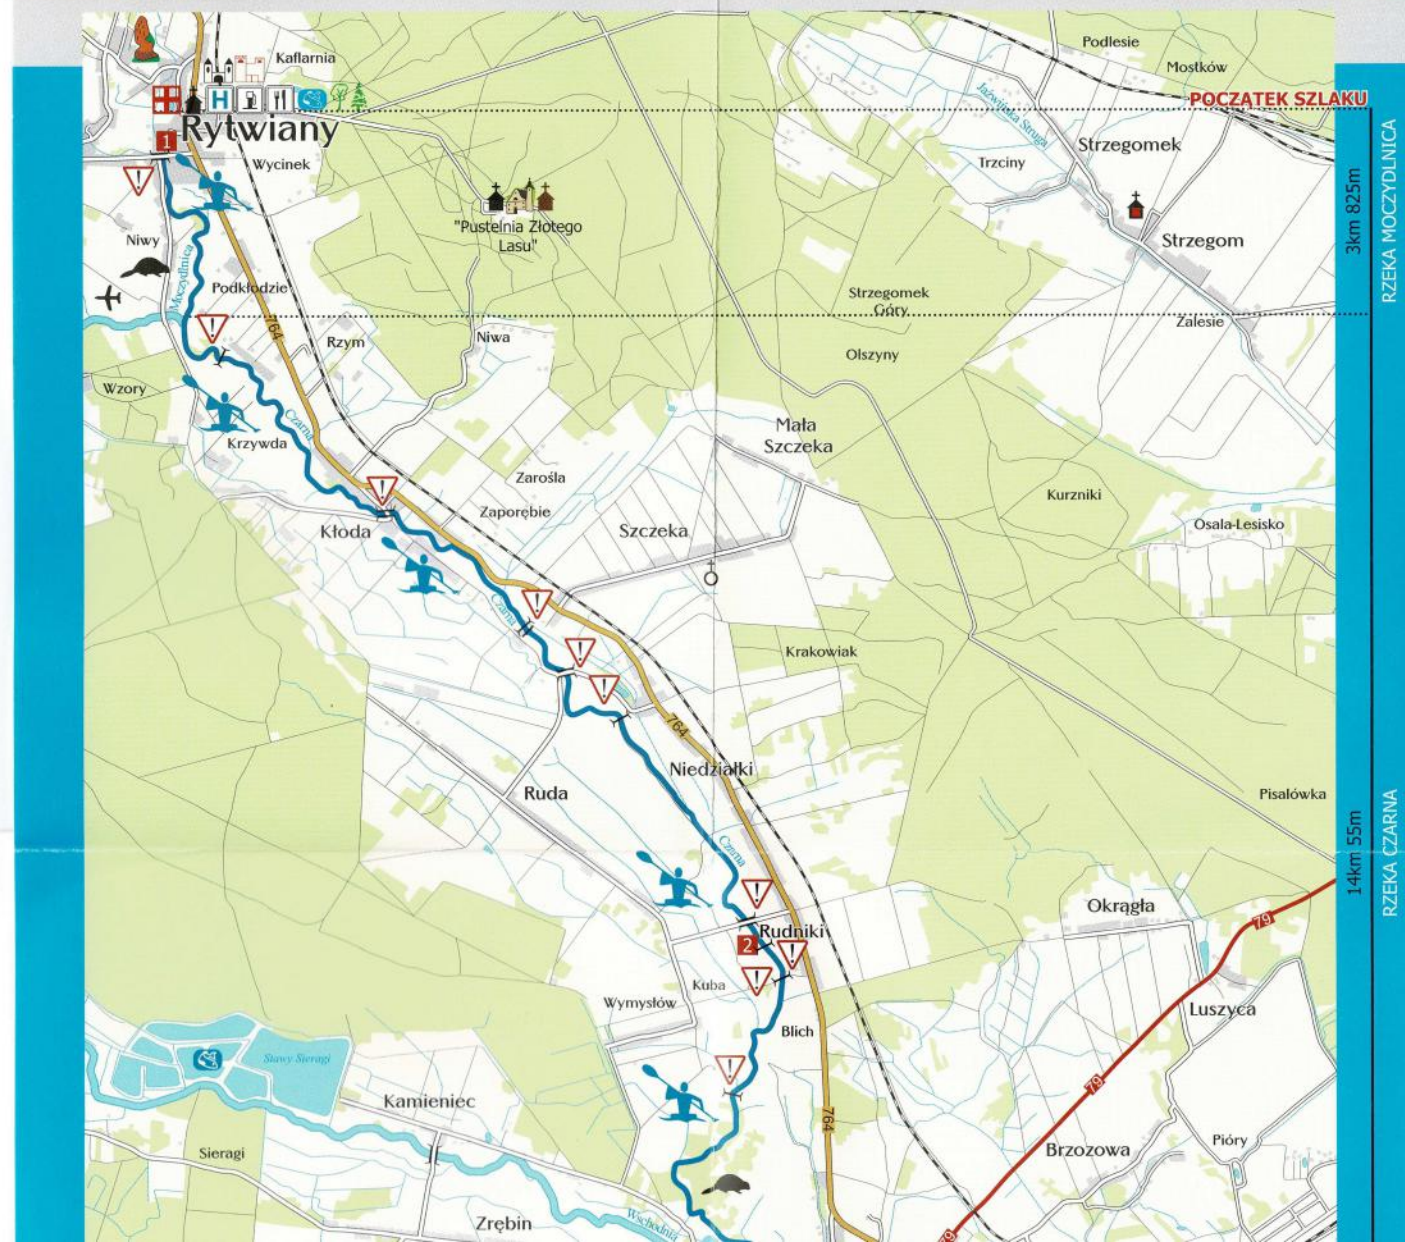 Podlesie
Kaflarnia
Mostków
POCZĄTEK SZLAKU
Jaźwińska Struga
H
Rytwiany
1
Strzegomek
Wycinek
Trzciny
RZEKA MOCZYDLNICA
3km 825m
"Pustelnia Złotego
Lasu"
Niwy
Strzegom
Moczydlnica
Podkłodzie
Strzegomek
Góry
764
Zalesie
Rzym
Niwa
Olszyny
Wzory
Czarna
Krzywda
Mała
Szczeka
Zarośla
Kurzniki
Zaporębie
Kłoda
Szczeka
Osala-Lesisko
Czarna
Krakowiak
764
Niedziałki
Ruda
Pisalówka
Czarna
14km 55m
RZEKA CZARNA
Okrągła
79
Rudniki
2
Kuba
Wymysłów
Luszyca
Blich
Stawy Sieragi
79
Kamieniec
764
Sieragi
Brzozowa
Pióry
Zrębin
Wschodnia
79